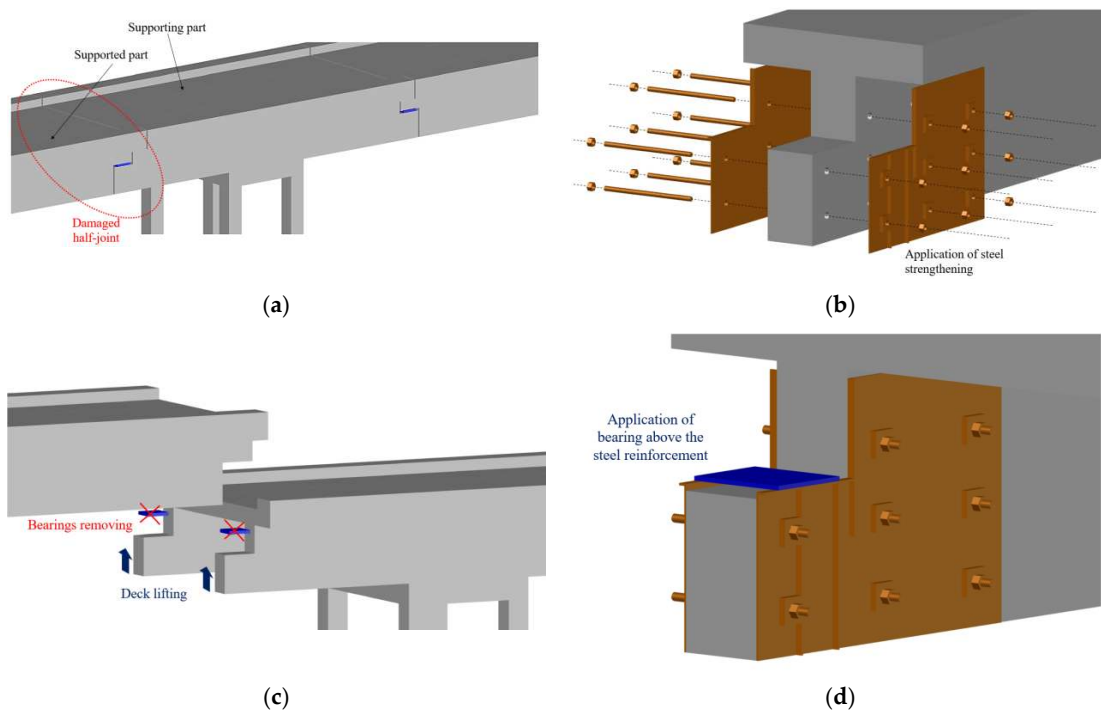 Supporting part
Supported part
Damaged
half-joint
(a)
Application of steel
strengthening
(b)
Bearings removing
Deck lifting
(c)
Application of
bearing above the
steel reinforcement
(d)